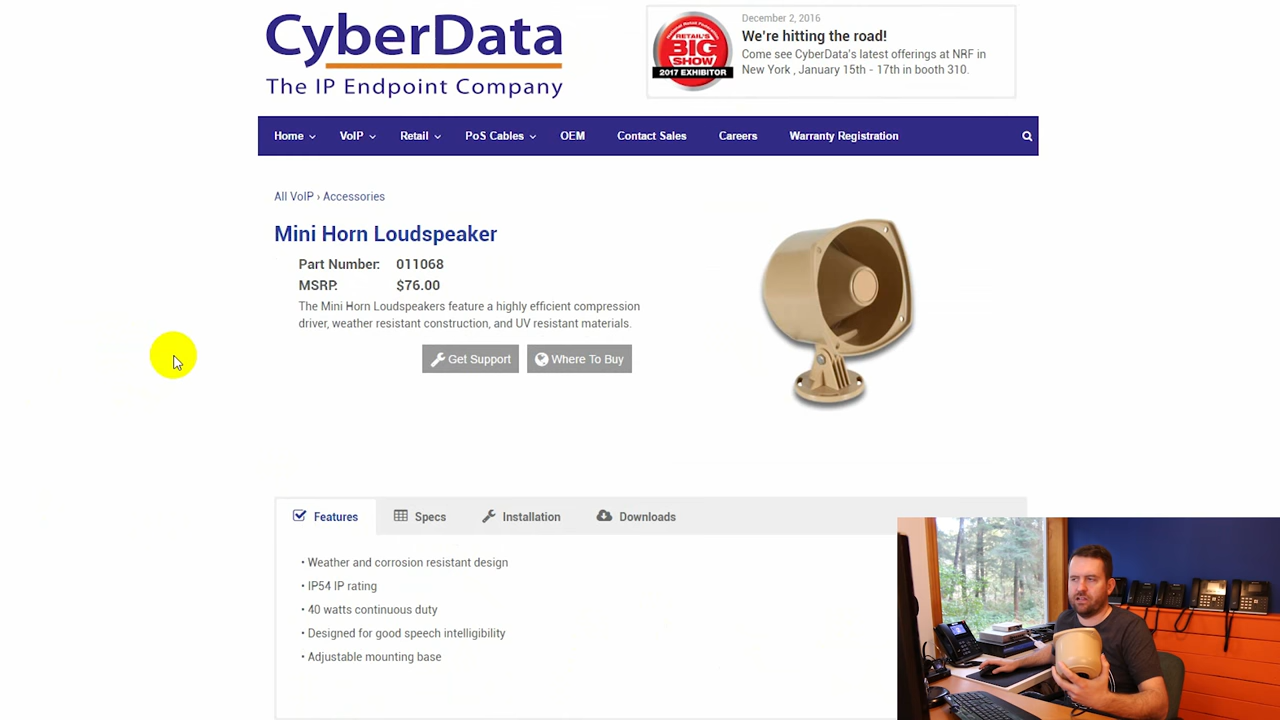 CyberData
The IP Endpoint Company
RETAIL'S
BIG
SHOW
2017 EXHIBITOR
December 2, 2016
We're hitting the road!
Come see CyberData's latest offerings at NRF in
New York , January 15th - 17th in booth 310.
Home VoIP Retail PoS Cables OEM Contact Sales Careers Warranty Registration
All VoIP › Accessories
Mini Horn Loudspeaker
Part Number: 011068
MSRP: $76.00
The Mini Horn Loudspeakers feature a highly efficient compression
driver, weather resistant construction, and UV resistant materials.
Get Support Where To Buy
Features Specs Installation Downloads
• Weather and corrosion resistant design
• IP54 IP rating
• 40 watts continuous duty
• Designed for good speech intelligibility
• Adjustable mounting base